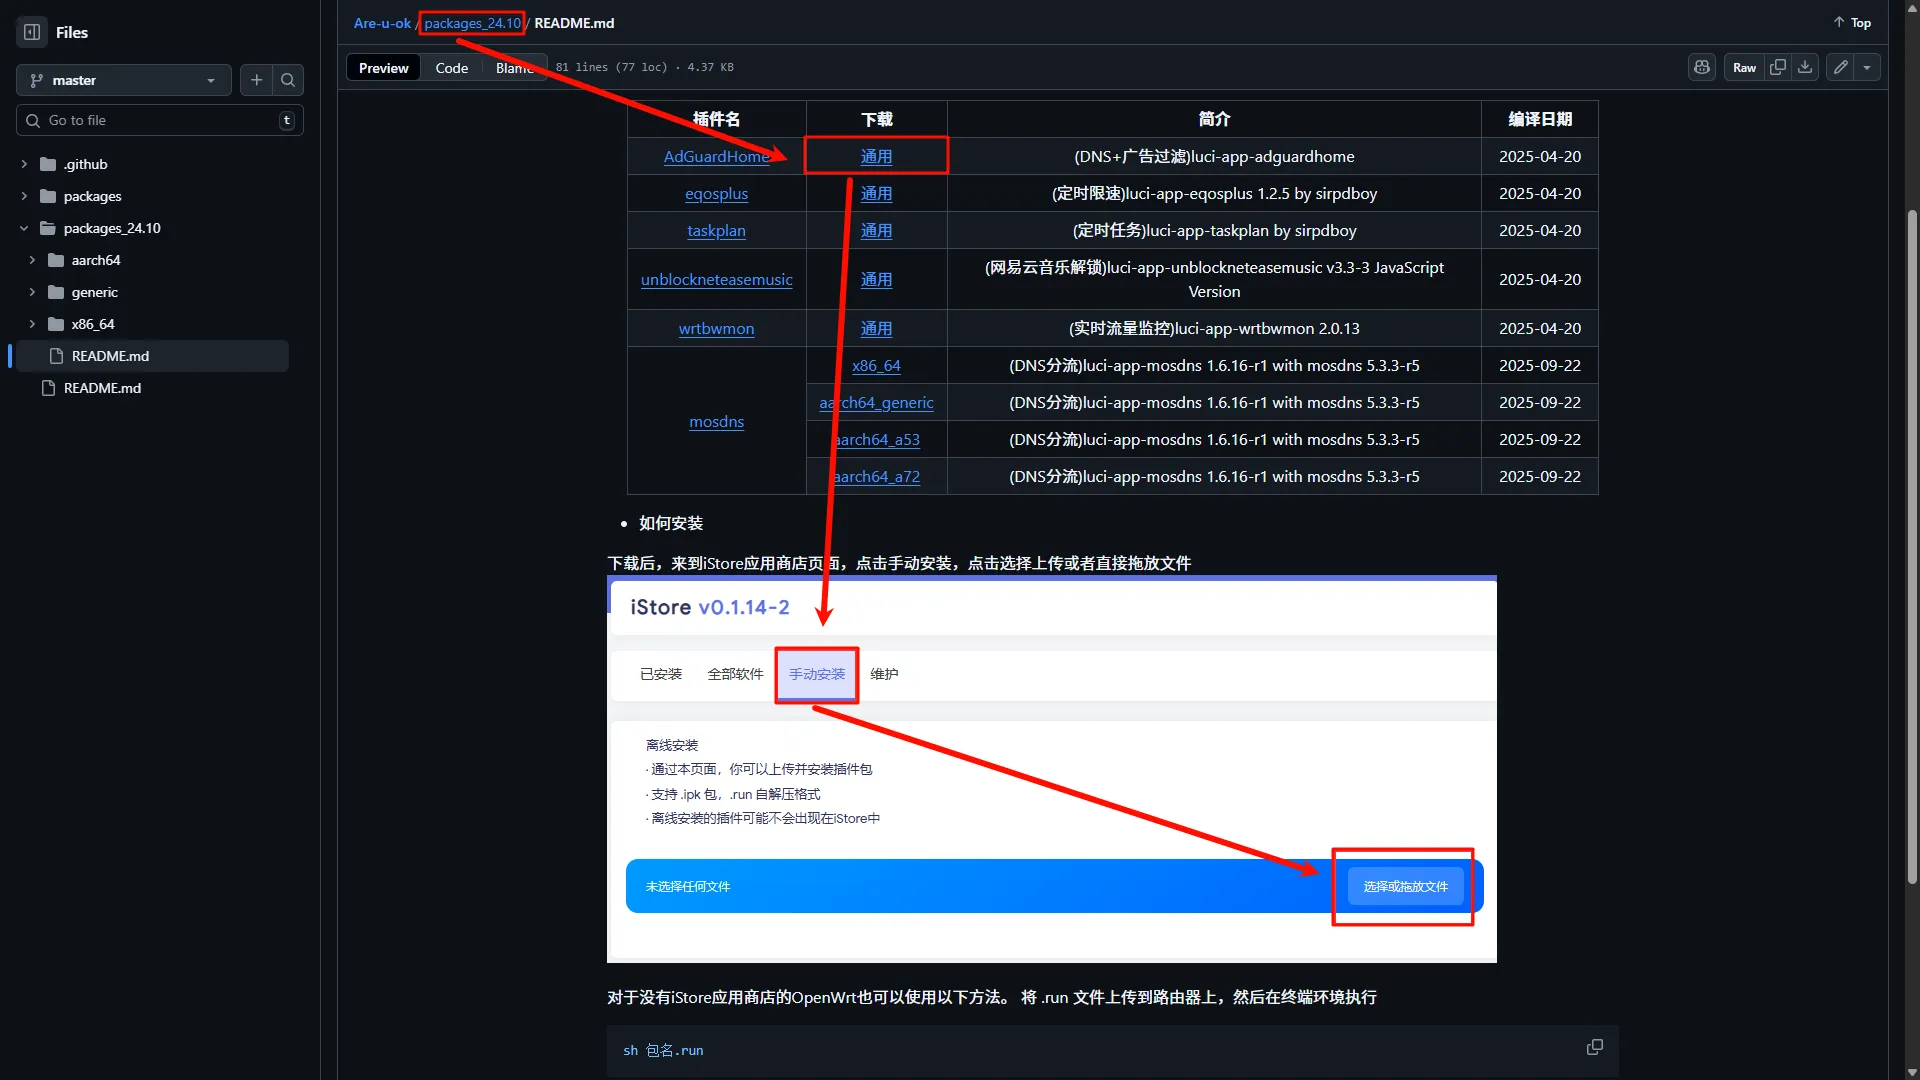 Files
master
Go to file
t
.github
packages
packages_24.10
aarch64
generic
x86_64
README.md
README.md
Are-u-ok / packages_24.10 / README.md
Top
Preview Code Blame 81 lines (77 loc) · 4.37 KB
Raw
插件名 下载 简介 编译日期
AdGuardHome 通用 (DNS+广告过滤)luci-app-adguardhome 2025-04-20
eqosplus 通用 (定时限速)luci-app-eqosplus 1.2.5 by sirpdboy 2025-04-20
taskplan 通用 (定时任务)luci-app-taskplan by sirpdboy 2025-04-20
unblockneteasemusic 通用 (网易云音乐解锁)luci-app-unblockneteasemusic v3.3-3 JavaScript
Version 2025-04-20
wrtbwmon 通用 (实时流量监控)luci-app-wrtbwmon 2.0.13 2025-04-20
mosdns
x86_64 (DNS分流)luci-app-mosdns 1.6.16-r1 with mosdns 5.3.3-r5 2025-09-22
aarch64_generic (DNS分流)luci-app-mosdns 1.6.16-r1 with mosdns 5.3.3-r5 2025-09-22
aarch64_a53 (DNS分流)luci-app-mosdns 1.6.16-r1 with mosdns 5.3.3-r5 2025-09-22
aarch64_a72 (DNS分流)luci-app-mosdns 1.6.16-r1 with mosdns 5.3.3-r5 2025-09-22
• 如何安装
下载后，来到iStore应用商店页面，点击手动安装，点击选择上传或者直接拖放文件
iStore v0.1.14-2
已安装 全部软件 手动安装 维护
离线安装
· 通过本页面，你可以上传并安装插件包
· 支持 .ipk 包，.run 自解压格式
· 离线安装的插件可能不会出现在iStore中
未选择任何文件 选择或拖放文件
对于没有iStore应用商店的OpenWrt也可以使用以下方法。 将 .run 文件上传到路由器上，然后在终端环境执行
sh 包名.run